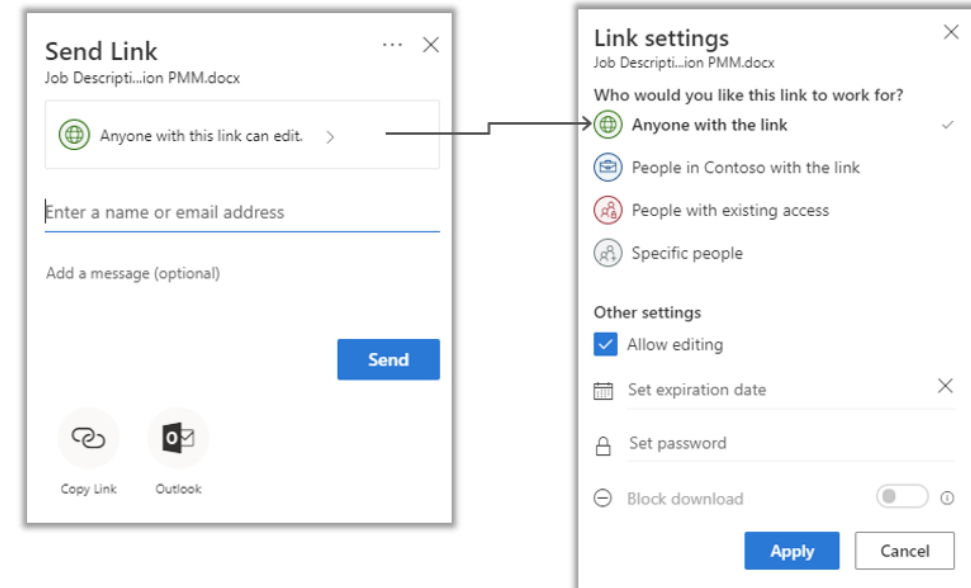 Send Link
Job Descripti...ion PMM.docx
Anyone with this link can edit.
Enter a name or email address
Add a message (optional)
Send
Copy Link
Outlook
Link settings
Job Descripti...ion PMM.docx
Who would you like this link to work for?
Anyone with the link
People in Contoso with the link
People with existing access
Specific people
Other settings
Allow editing
Set expiration date
Set password
Block download
Apply
Cancel